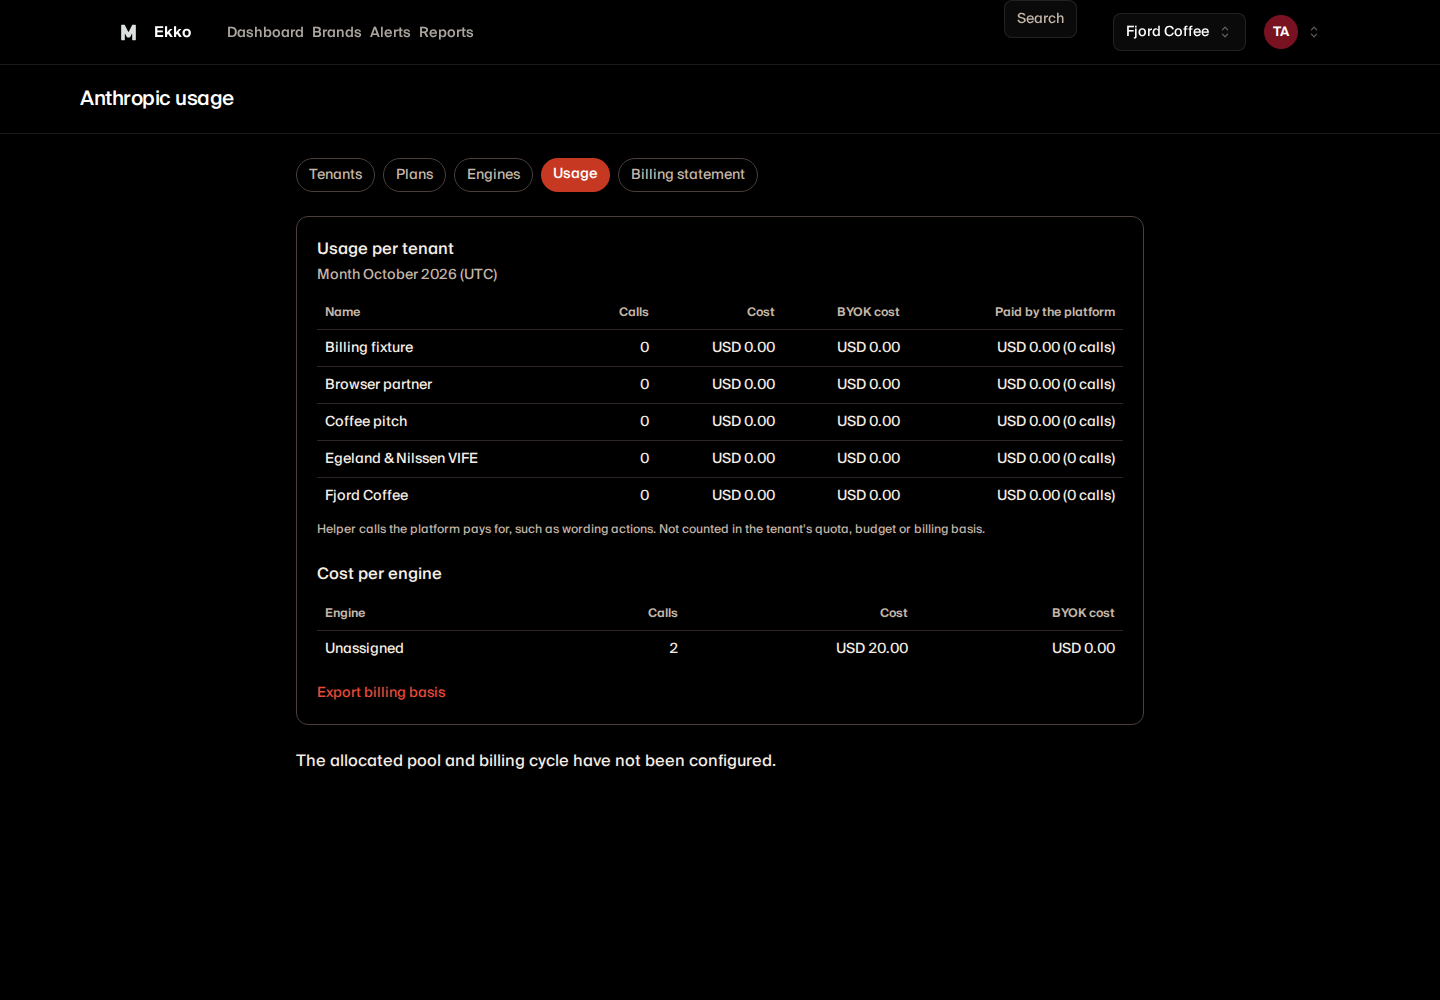 M Ekko Dashboard Brands Alerts Reports Search Fjord Coffee TA
Anthropic usage
Tenants Plans Engines Usage Billing statement
Usage per tenant
Month October 2026 (UTC)
Name Calls Cost BYOK cost Paid by the platform
Billing fixture 0 USD 0.00 USD 0.00 USD 0.00 (0 calls)
Browser partner 0 USD 0.00 USD 0.00 USD 0.00 (0 calls)
Coffee pitch 0 USD 0.00 USD 0.00 USD 0.00 (0 calls)
Egeland & Nilssen VIFE 0 USD 0.00 USD 0.00 USD 0.00 (0 calls)
Fjord Coffee 0 USD 0.00 USD 0.00 USD 0.00 (0 calls)
Helper calls the platform pays for, such as wording actions. Not counted in the tenant's quota, budget or billing basis.
Cost per engine
Engine Calls Cost BYOK cost
Unassigned 2 USD 20.00 USD 0.00
Export billing basis
The allocated pool and billing cycle have not been configured.